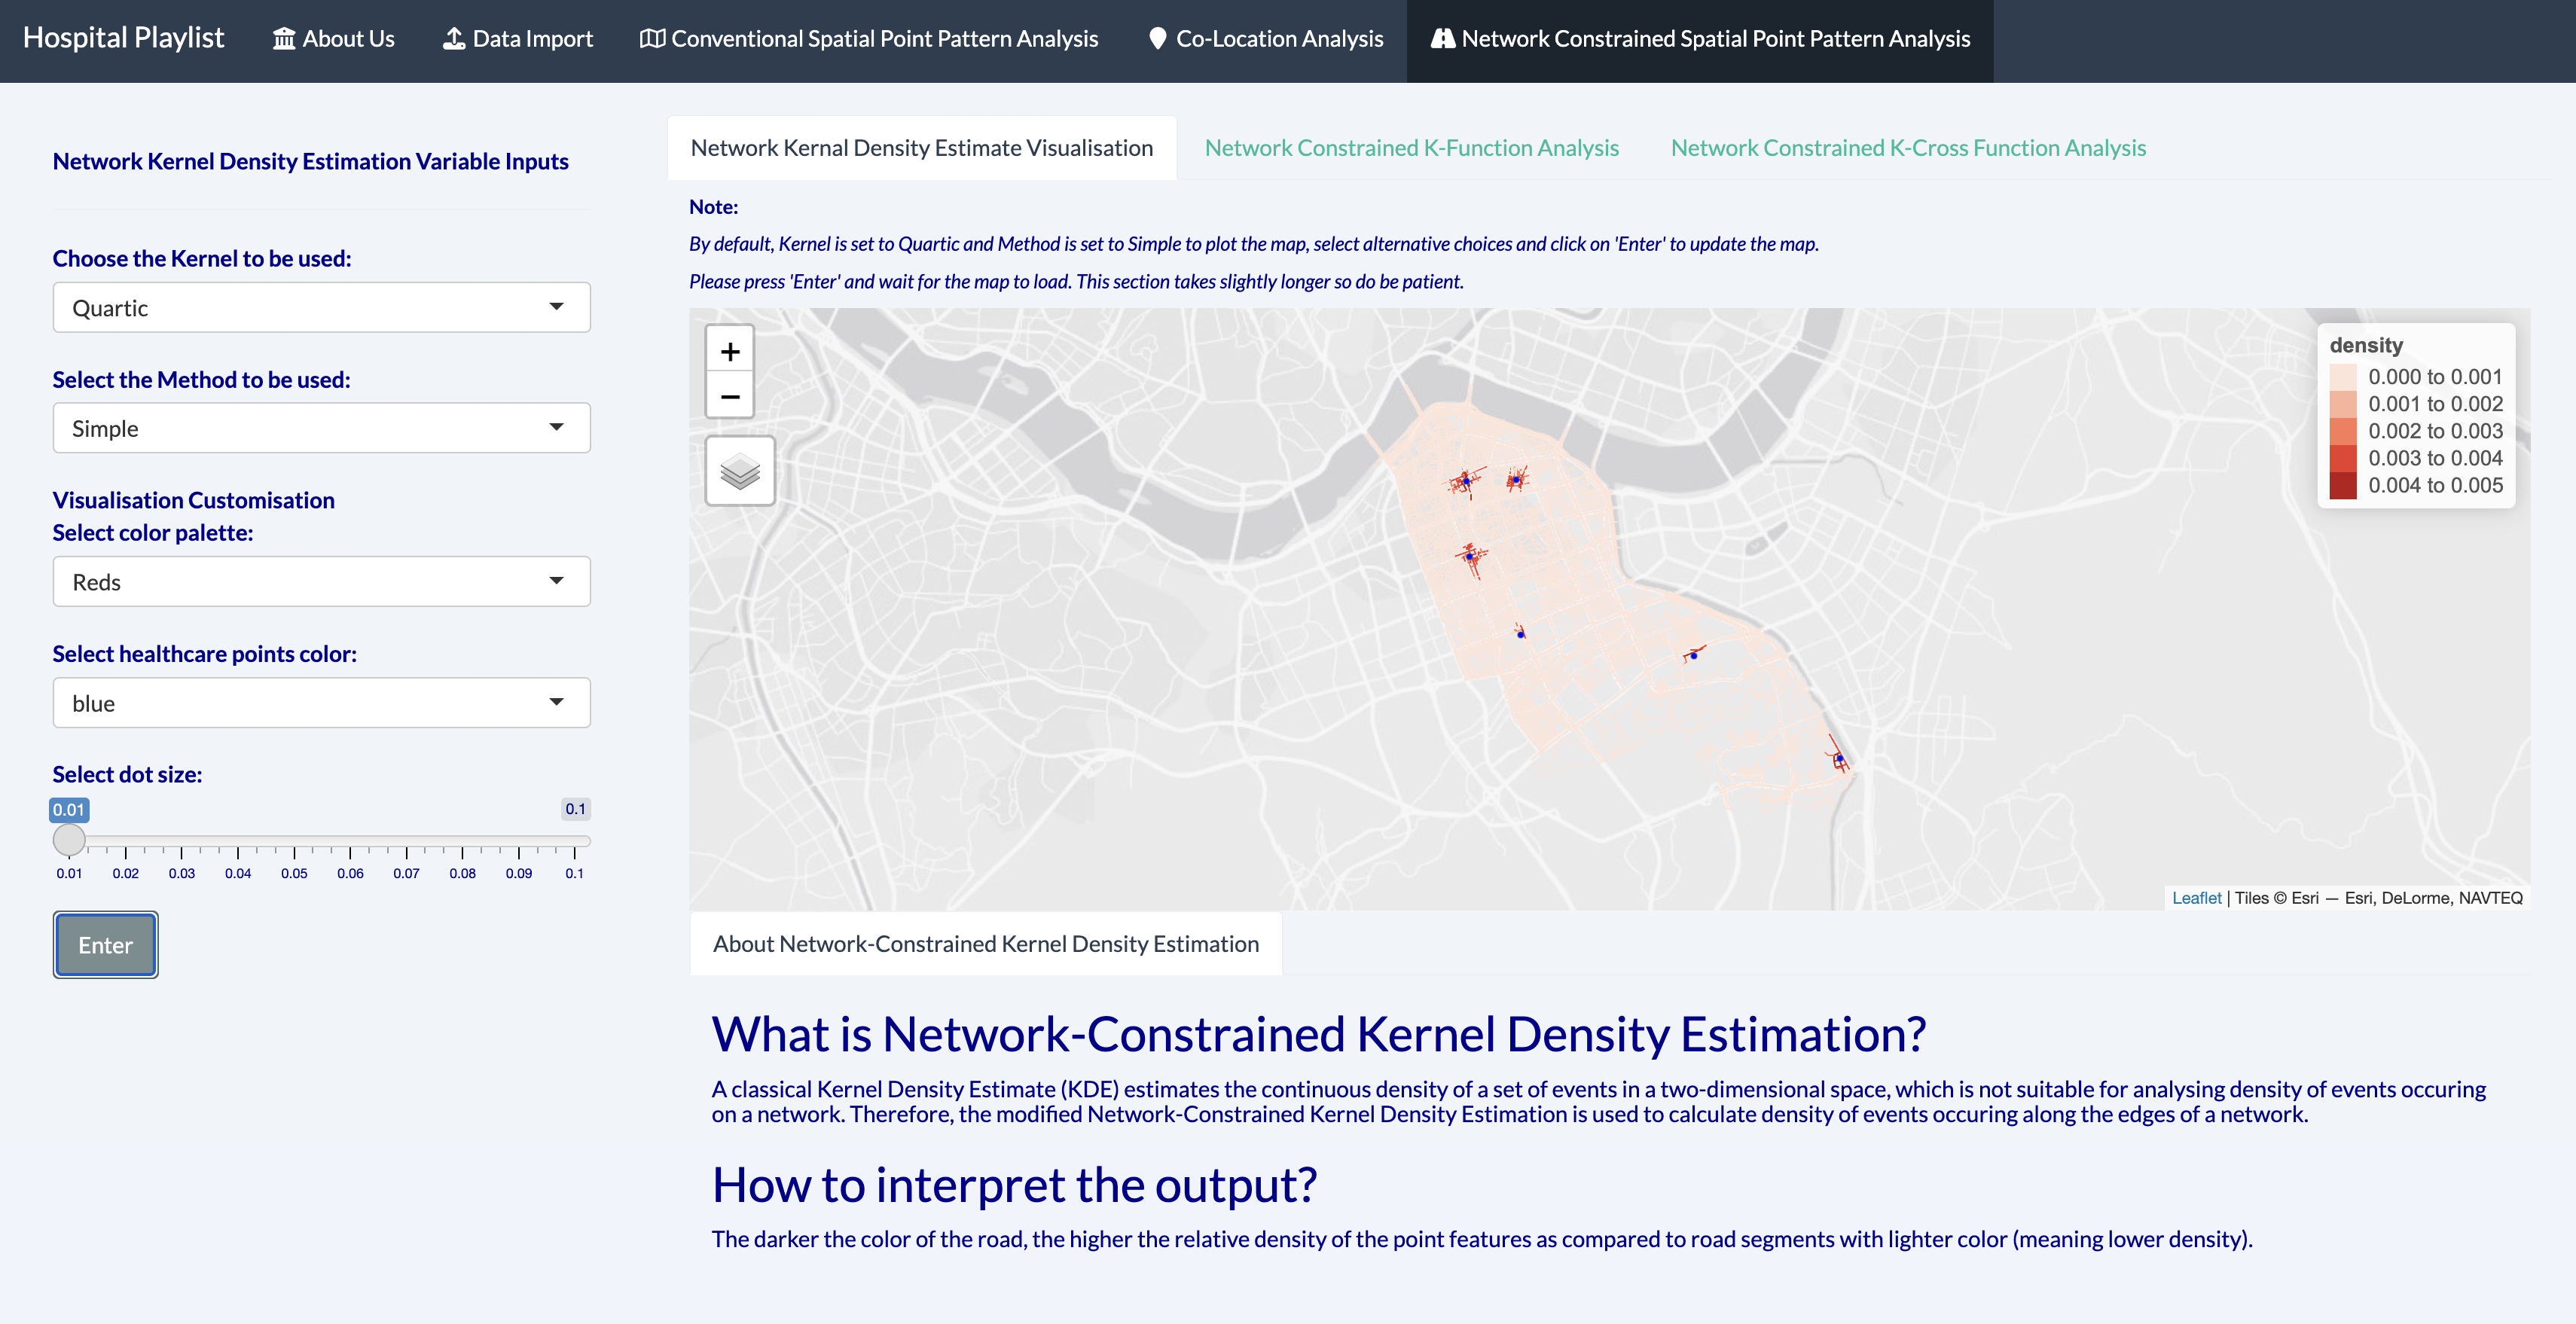 Hospital Playlist
About Us
Data Import
Conventional Spatial Point Pattern Analysis
Co-Location Analysis
Network Constrained Spatial Point Pattern Analysis
Network Kernel Density Estimation Variable Inputs
Choose the Kernel to be used:
Quartic
Select the Method to be used:
Simple
Visualisation Customisation
Select color palette:
Reds
Select healthcare points color:
blue
Select dot size:
0.01
0.1
0.01 0.02 0.03 0.04 0.05 0.06 0.07 0.08 0.09 0.1
Enter
Network Kernal Density Estimate Visualisation
Network Constrained K-Function Analysis
Network Constrained K-Cross Function Analysis
Note:
By default, Kernel is set to Quartic and Method is set to Simple to plot the map, select alternative choices and click on 'Enter' to update the map.
Please press 'Enter' and wait for the map to load. This section takes slightly longer so do be patient.
+
−
density
0.000 to 0.001
0.001 to 0.002
0.002 to 0.003
0.003 to 0.004
0.004 to 0.005
Leaflet | Tiles © Esri — Esri, DeLorme, NAVTEQ
About Network-Constrained Kernel Density Estimation
What is Network-Constrained Kernel Density Estimation?
A classical Kernel Density Estimate (KDE) estimates the continuous density of a set of events in a two-dimensional space, which is not suitable for analysing density of events occuring
on a network. Therefore, the modified Network-Constrained Kernel Density Estimation is used to calculate density of events occuring along the edges of a network.
How to interpret the output?
The darker the color of the road, the higher the relative density of the point features as compared to road segments with lighter color (meaning lower density).